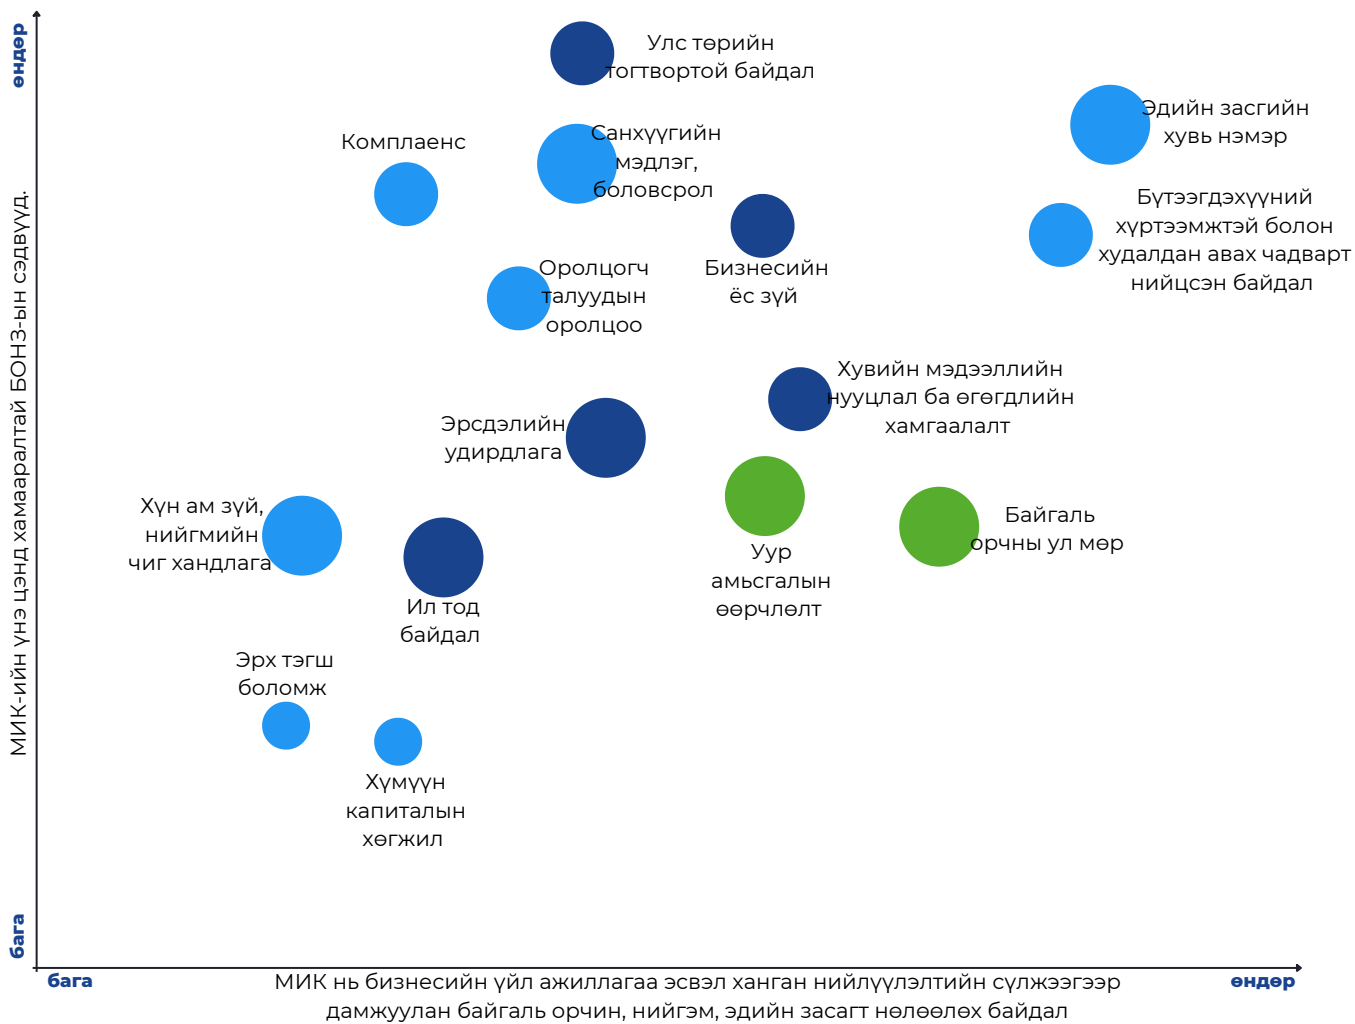 өндөр
МИК-ийн үнэ цэнд хамааралтай БОНЗ-ын сэдвүүд.
бага
Улс төрийн
тогтвортой байдал
Эдийн засгийн
хувь нэмэр
Комплаенс
Санхүүгийн
мэдлэг,
боловсрол
Бүтээгдэхүүний
хүртээмжтэй болон
худалдан авах чадварт
нийцсэн байдал
Оролцогч
талуудын
оролцоо
Бизнесийн
ёс зүй
Хувийн мэдээллийн
нууцлал ба өгөгдлийн
хамгаалалт
Эрсдэлийн
удирдлага
Хүн ам зүй,
нийгмийн
чиг хандлага
Байгаль
орчны ул мөр
Уур
амьсгалын
өөрчлөлт
Ил тод
байдал
Эрх тэгш
боломж
Хүмүүн
капиталын
хөгжил
бага
МИК нь бизнесийн үйл ажиллагаа эсвэл ханган нийлүүлэлтийн сүлжээгээр
дамжуулан байгаль орчин, нийгэм, эдийн засагт нөлөөлөх байдал
өндөр